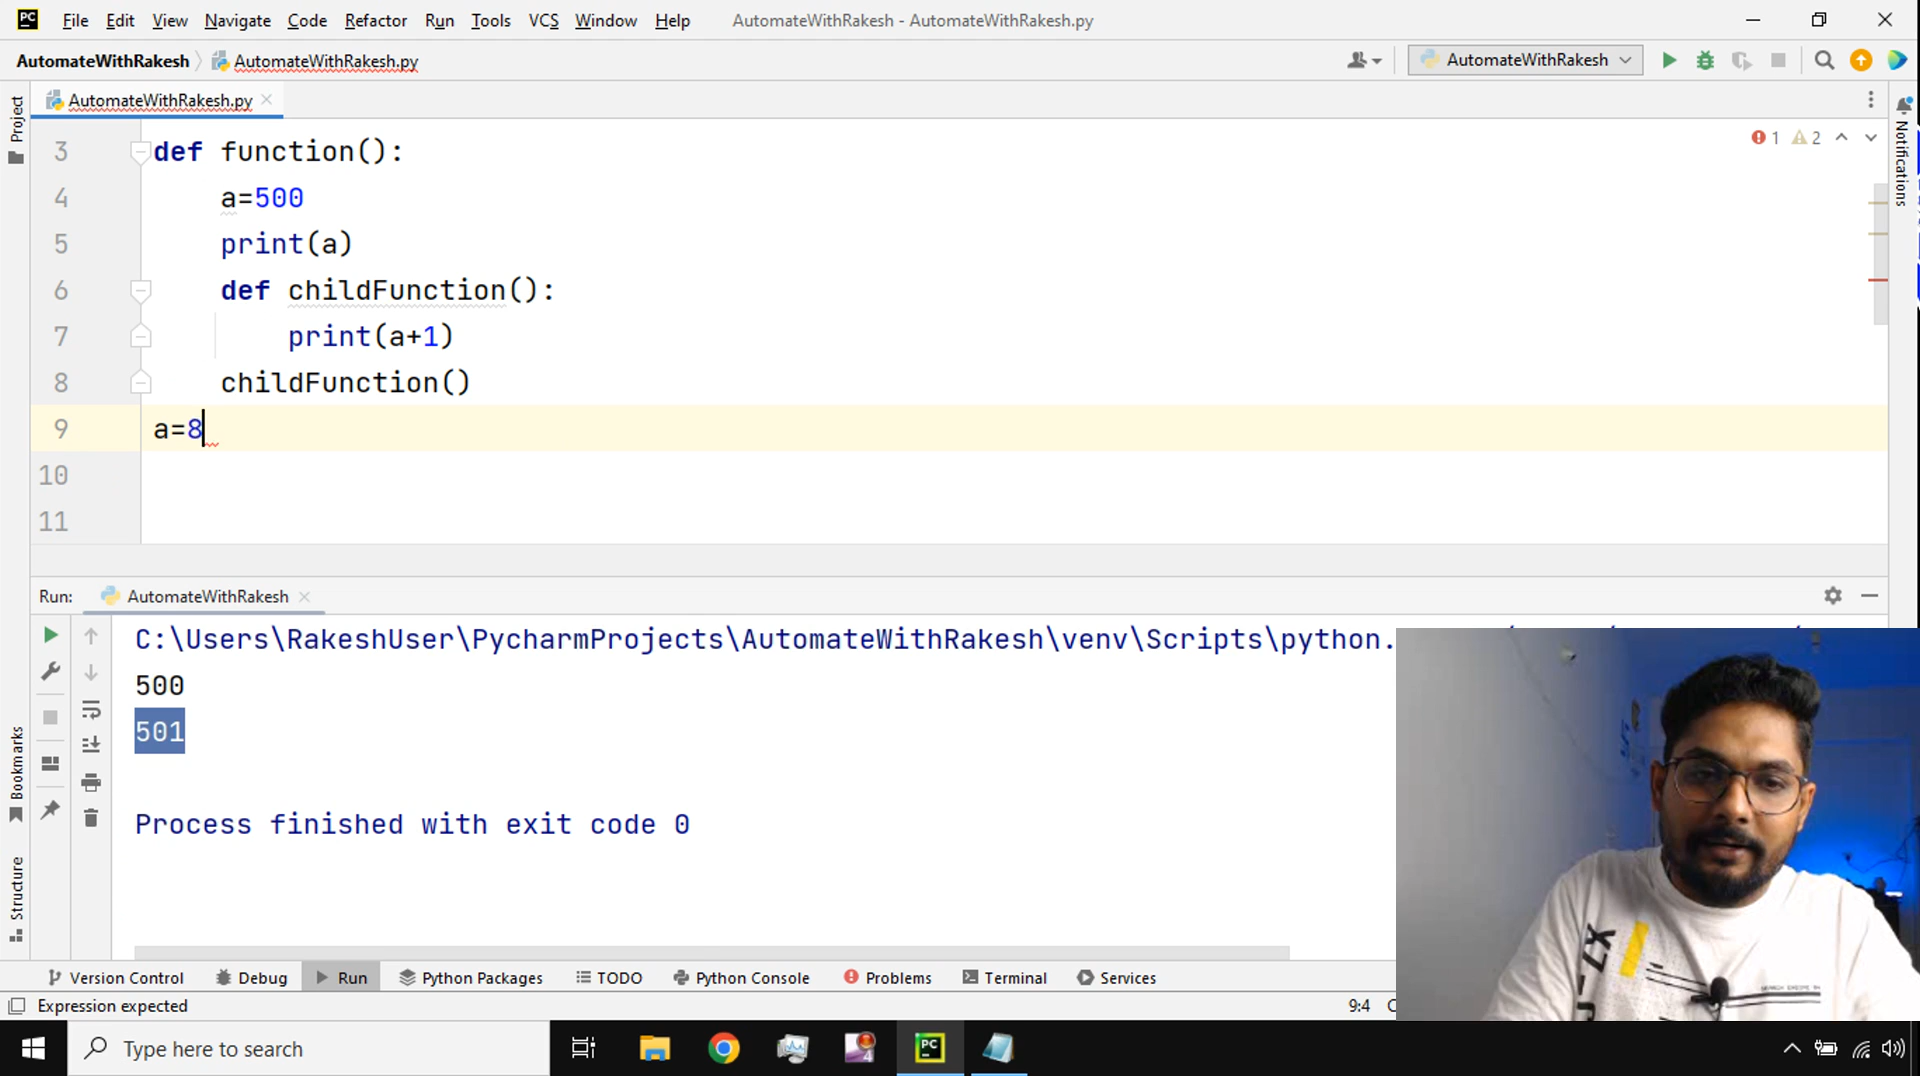 PC File Edit View Navigate Code Refactor Run Tools VCS Window Help AutomateWithRakesh - AutomateWithRakesh.py
AutomateWithRakesh AutomateWithRakesh.py AutomateWithRakesh
AutomateWithRakesh.py
Project
Notifications
1 2
3 def function():
4 a=500
5 print(a)
6 def childFunction():
7 print(a+1)
8 childFunction()
9 a=8
10
11
Run: AutomateWithRakesh
C:\Users\RakeshUser\PycharmProjects\AutomateWithRakesh\venv\Scripts\python.
500
501
Process finished with exit code 0
Bookmarks
Structure
Version Control Debug Run Python Packages TODO Python Console Problems Terminal Services
Expression expected 9:4
PC
Type here to search
4